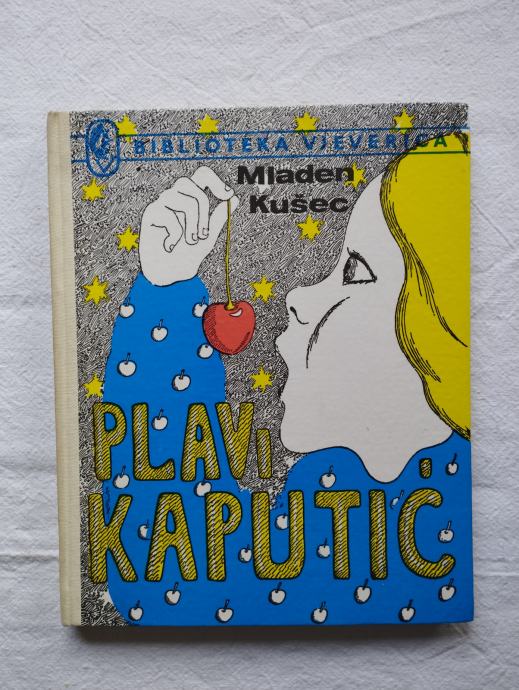 BIBLIOTEKA VJEVERICA
Mladen
Kušec
PLAVi
KAPUTIĆ